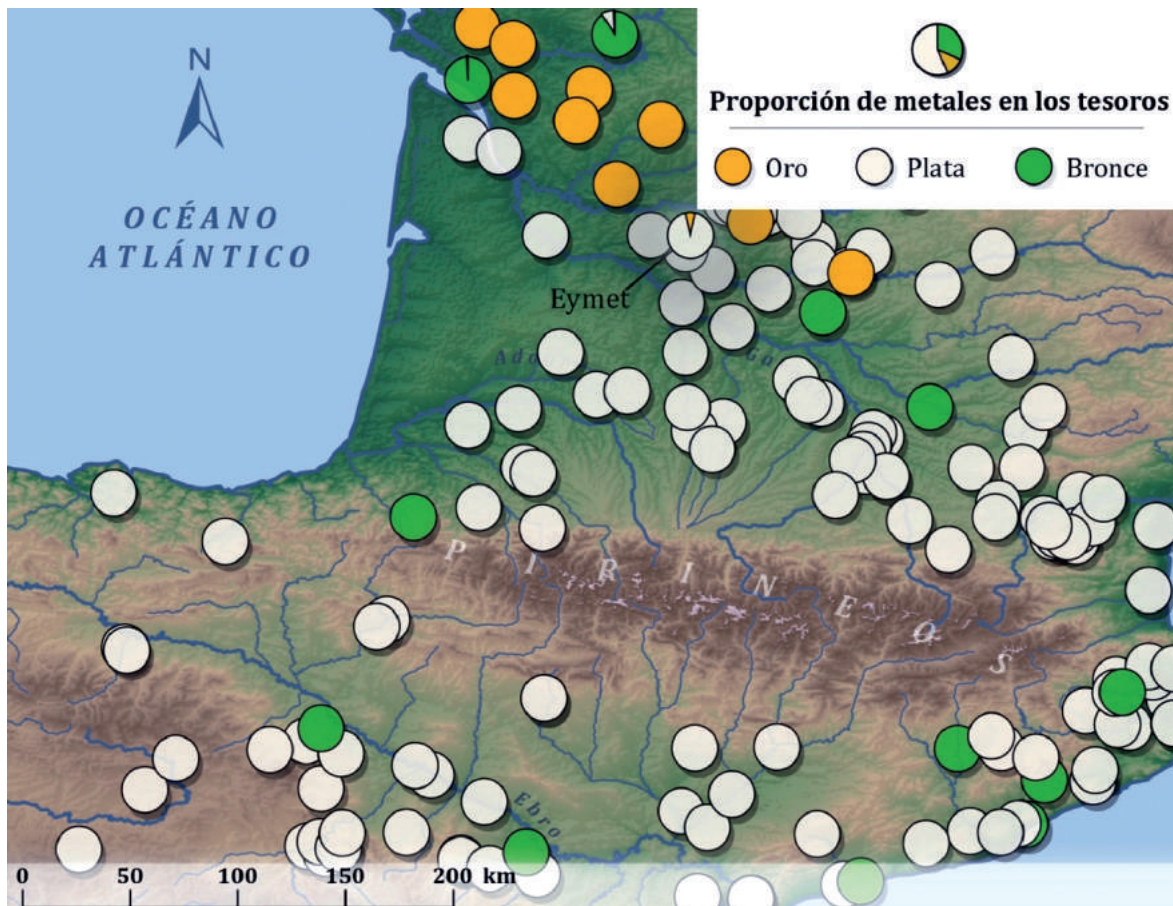 Proporción de metales en los tesoros
Oro
Plata
Bronce
N
OCÉANO
ATLÁNTICO
Eymet
PIRINEOS
Ebro
0 50 100 150 200 km